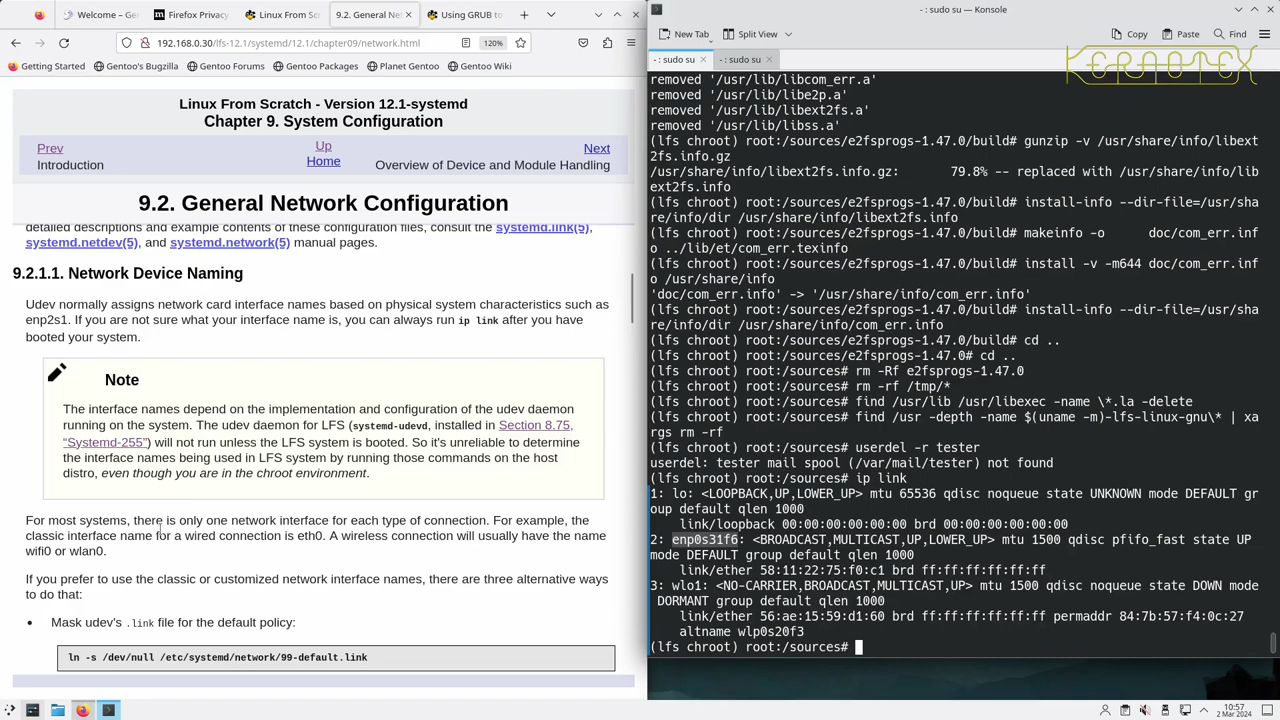 Welcome – Ge
Firefox Privacy
Linux From Scr
9.2. General Net
Using GRUB to
192.168.0.30/lfs-12.1/systemd/12.1/chapter09/network.html
120%
Getting Started
Gentoo's Bugzilla
Gentoo Forums
Gentoo Packages
Planet Gentoo
Gentoo Wiki
Linux From Scratch - Version 12.1-systemd
Chapter 9. System Configuration
Prev
Up
Next
Introduction
Home
Overview of Device and Module Handling
9.2. General Network Configuration
detailed descriptions and example contents of these configuration files, consult the systemd.link(5),
systemd.netdev(5), and systemd.network(5) manual pages.
9.2.1.1. Network Device Naming
Udev normally assigns network card interface names based on physical system characteristics such as
enp2s1. If you are not sure what your interface name is, you can always run ip link after you have
booted your system.
Note
The interface names depend on the implementation and configuration of the udev daemon
running on the system. The udev daemon for LFS (systemd-udevd, installed in Section 8.75,
“Systemd-255”) will not run unless the LFS system is booted. So it's unreliable to determine
the interface names being used in LFS system by running those commands on the host
distro, even though you are in the chroot environment.
For most systems, there is only one network interface for each type of connection. For example, the
classic interface name for a wired connection is eth0. A wireless connection will usually have the name
wifi0 or wlan0.
If you prefer to use the classic or customized network interface names, there are three alternative ways
to do that:
• Mask udev's .link file for the default policy:
ln -s /dev/null /etc/systemd/network/99-default.link
- : sudo su — Konsole
New Tab
Split View
Copy
Paste
Find
- : sudo su
- : sudo su
KERNOTEX
removed '/usr/lib/libcom_err.a'
removed '/usr/lib/libe2p.a'
removed '/usr/lib/libext2fs.a'
removed '/usr/lib/libss.a'
(lfs chroot) root:/sources/e2fsprogs-1.47.0/build# gunzip -v /usr/share/info/libext
2fs.info.gz
/usr/share/info/libext2fs.info.gz:      79.8% -- replaced with /usr/share/info/lib
ext2fs.info
(lfs chroot) root:/sources/e2fsprogs-1.47.0/build# install-info --dir-file=/usr/sha
re/info/dir /usr/share/info/libext2fs.info
(lfs chroot) root:/sources/e2fsprogs-1.47.0/build# makeinfo -o      doc/com_err.inf
o ../lib/et/com_err.texinfo
(lfs chroot) root:/sources/e2fsprogs-1.47.0/build# install -v -m644 doc/com_err.inf
o /usr/share/info
'doc/com_err.info' -> '/usr/share/info/com_err.info'
(lfs chroot) root:/sources/e2fsprogs-1.47.0/build# install-info --dir-file=/usr/sha
re/info/dir /usr/share/info/com_err.info
(lfs chroot) root:/sources/e2fsprogs-1.47.0/build# cd ..
(lfs chroot) root:/sources/e2fsprogs-1.47.0# cd ..
(lfs chroot) root:/sources# rm -Rf e2fsprogs-1.47.0
(lfs chroot) root:/sources# rm -rf /tmp/*
(lfs chroot) root:/sources# find /usr/lib /usr/libexec -name \*.la -delete
(lfs chroot) root:/sources# find /usr -depth -name $(uname -m)-lfs-linux-gnu\* | xa
rgs rm -rf
(lfs chroot) root:/sources# userdel -r tester
userdel: tester mail spool (/var/mail/tester) not found
(lfs chroot) root:/sources# ip link
1: lo: <LOOPBACK,UP,LOWER_UP> mtu 65536 qdisc noqueue state UNKNOWN mode DEFAULT gr
oup default qlen 1000
link/loopback 00:00:00:00:00:00 brd 00:00:00:00:00:00
2: enp0s31f6: <BROADCAST,MULTICAST,UP,LOWER_UP> mtu 1500 qdisc pfifo_fast state UP
mode DEFAULT group default qlen 1000
link/ether 58:11:22:75:f0:c1 brd ff:ff:ff:ff:ff:ff
3: wlo1: <NO-CARRIER,BROADCAST,MULTICAST,UP> mtu 1500 qdisc noqueue state DOWN mode
DORMANT group default qlen 1000
link/ether 56:ae:15:59:d1:60 brd ff:ff:ff:ff:ff:ff permaddr 84:7b:57:f4:0c:27
altname wlp0s20f3
(lfs chroot) root:/sources#
10:57
2 Mar 2024